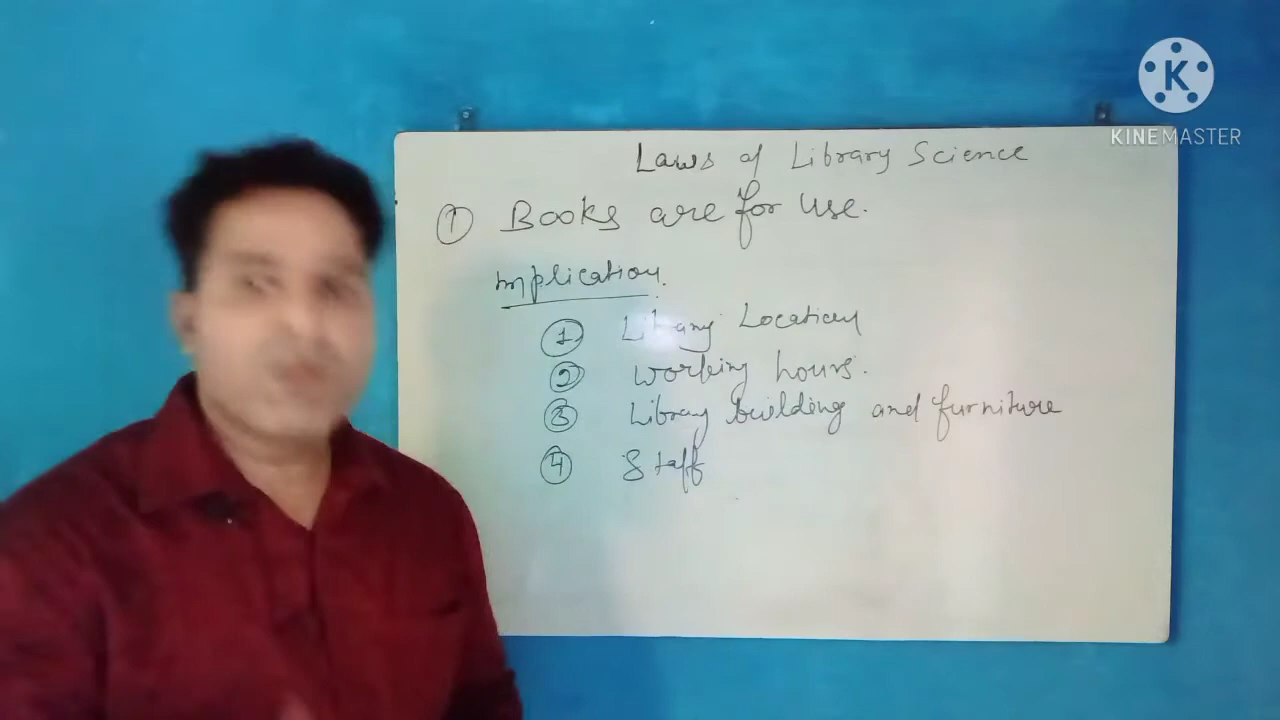 K
KINEMASTER
Laws of Library Science
① Books are for use.
Implication.
① Library Location
② working hours.
③ Library building and furniture
④ Staff